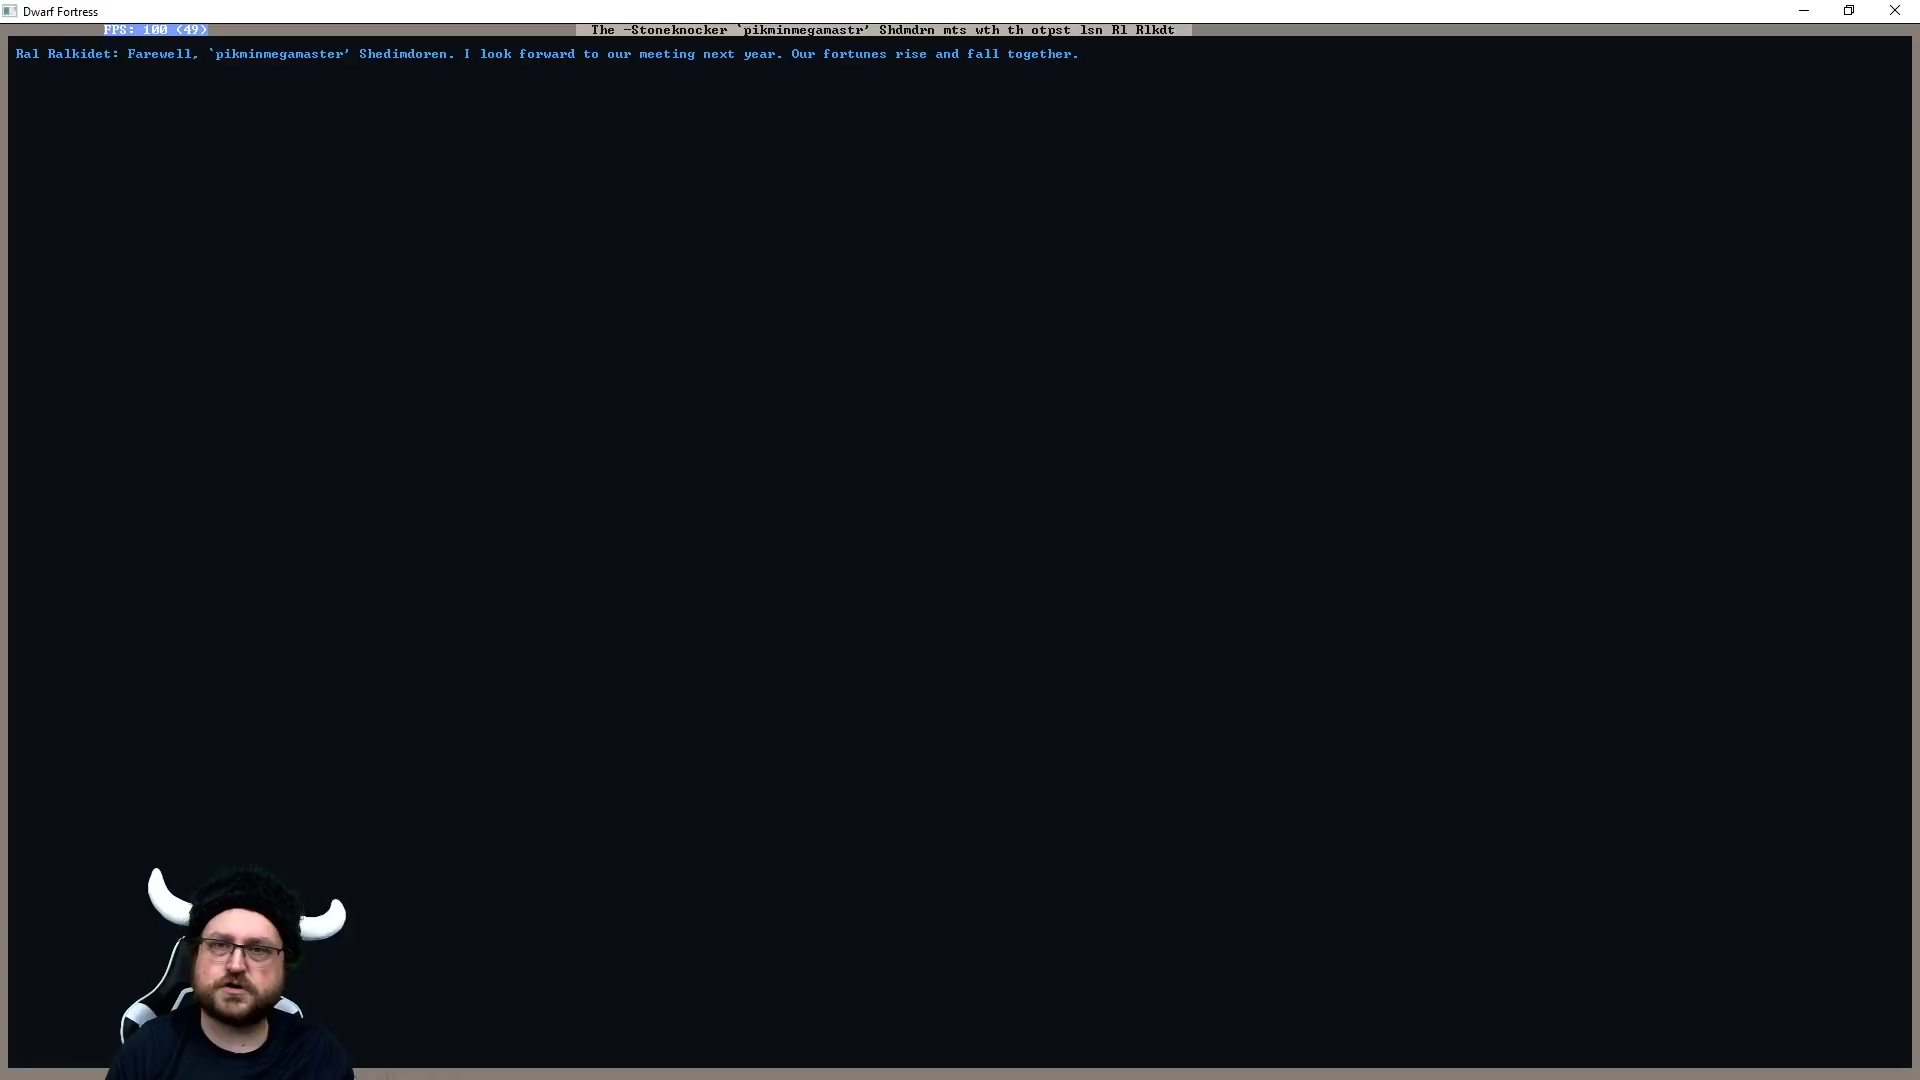 Dwarf Fortress
FPS: 100 (49)
The -Stoneknocker `pikminmegamastr' Shdmdrn mts wth th otpst lsn Rl Rlkdt
Ral Ralkidet: Farewell, `pikminmegamaster' Shedimdoren. I look forward to our meeting next year. Our fortunes rise and fall together.